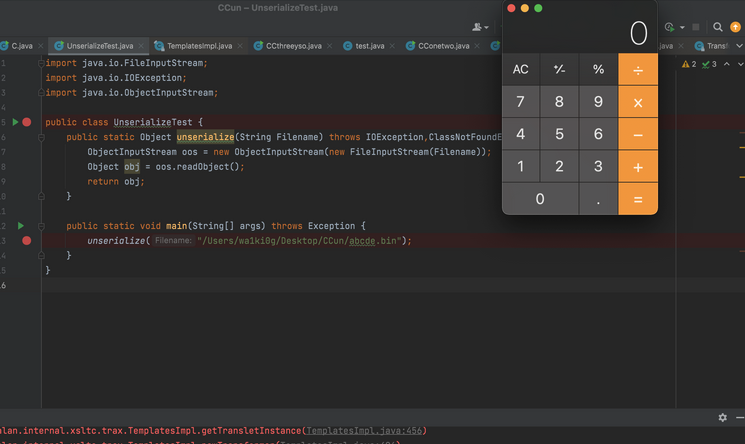 CCun – UnserializeTest.java
C.java
UnserializeTest.java
TemplatesImpl.java
CCthreeyso.java
test.java
CConetwo.java
.java
Transf
2
3
1 import java.io.FileInputStream;
2 import java.io.IOException;
3 import java.io.ObjectInputStream;
4
5 public class UnserializeTest {
6 public static Object unserialize(String Filename) throws IOException,ClassNotFoundE
7 ObjectInputStream oos = new ObjectInputStream(new FileInputStream(Filename));
8 Object obj = oos.readObject();
9 return obj;
0 }
1
2 public static void main(String[] args) throws Exception {
3 unserialize( Filename: "/Users/wa1ki0g/Desktop/CCun/abcde.bin");
4 }
5 }
6
0
AC +⁄- % ÷
7 8 9 ×
4 5 6 −
1 2 3 +
0 . =
alan.internal.xsltc.trax.TemplatesImpl.getTransletInstance(TemplatesImpl.java:456)